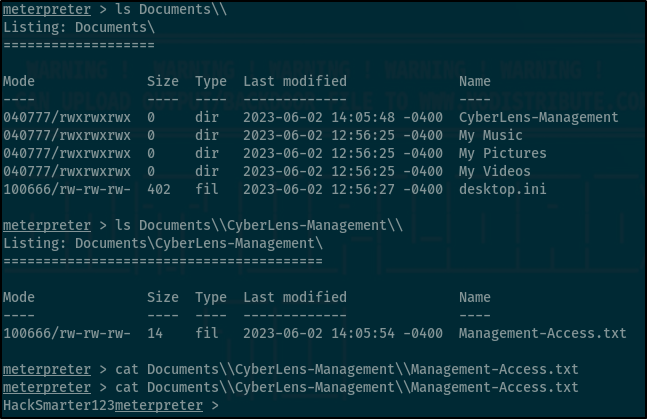 meterpreter > ls Documents\\
Listing: Documents\
===================
Mode Size Type Last modified Name
---- ---- ---- ------------- ----
040777/rwxrwxrwx 0 dir 2023-06-02 14:05:48 -0400 CyberLens-Management
040777/rwxrwxrwx 0 dir 2023-06-02 12:56:25 -0400 My Music
040777/rwxrwxrwx 0 dir 2023-06-02 12:56:25 -0400 My Pictures
040777/rwxrwxrwx 0 dir 2023-06-02 12:56:25 -0400 My Videos
100666/rw-rw-rw- 402 fil 2023-06-02 12:56:27 -0400 desktop.ini
meterpreter > ls Documents\\CyberLens-Management\\
Listing: Documents\CyberLens-Management\
========================================
Mode Size Type Last modified Name
---- ---- ---- ------------- ----
100666/rw-rw-rw- 14 fil 2023-06-02 14:05:54 -0400 Management-Access.txt
meterpreter > cat Documents\\CyberLens-Management\\Management-Access.txt
meterpreter > cat Documents\\CyberLens-Management\\Management-Access.txt
HackSmarter123meterpreter >